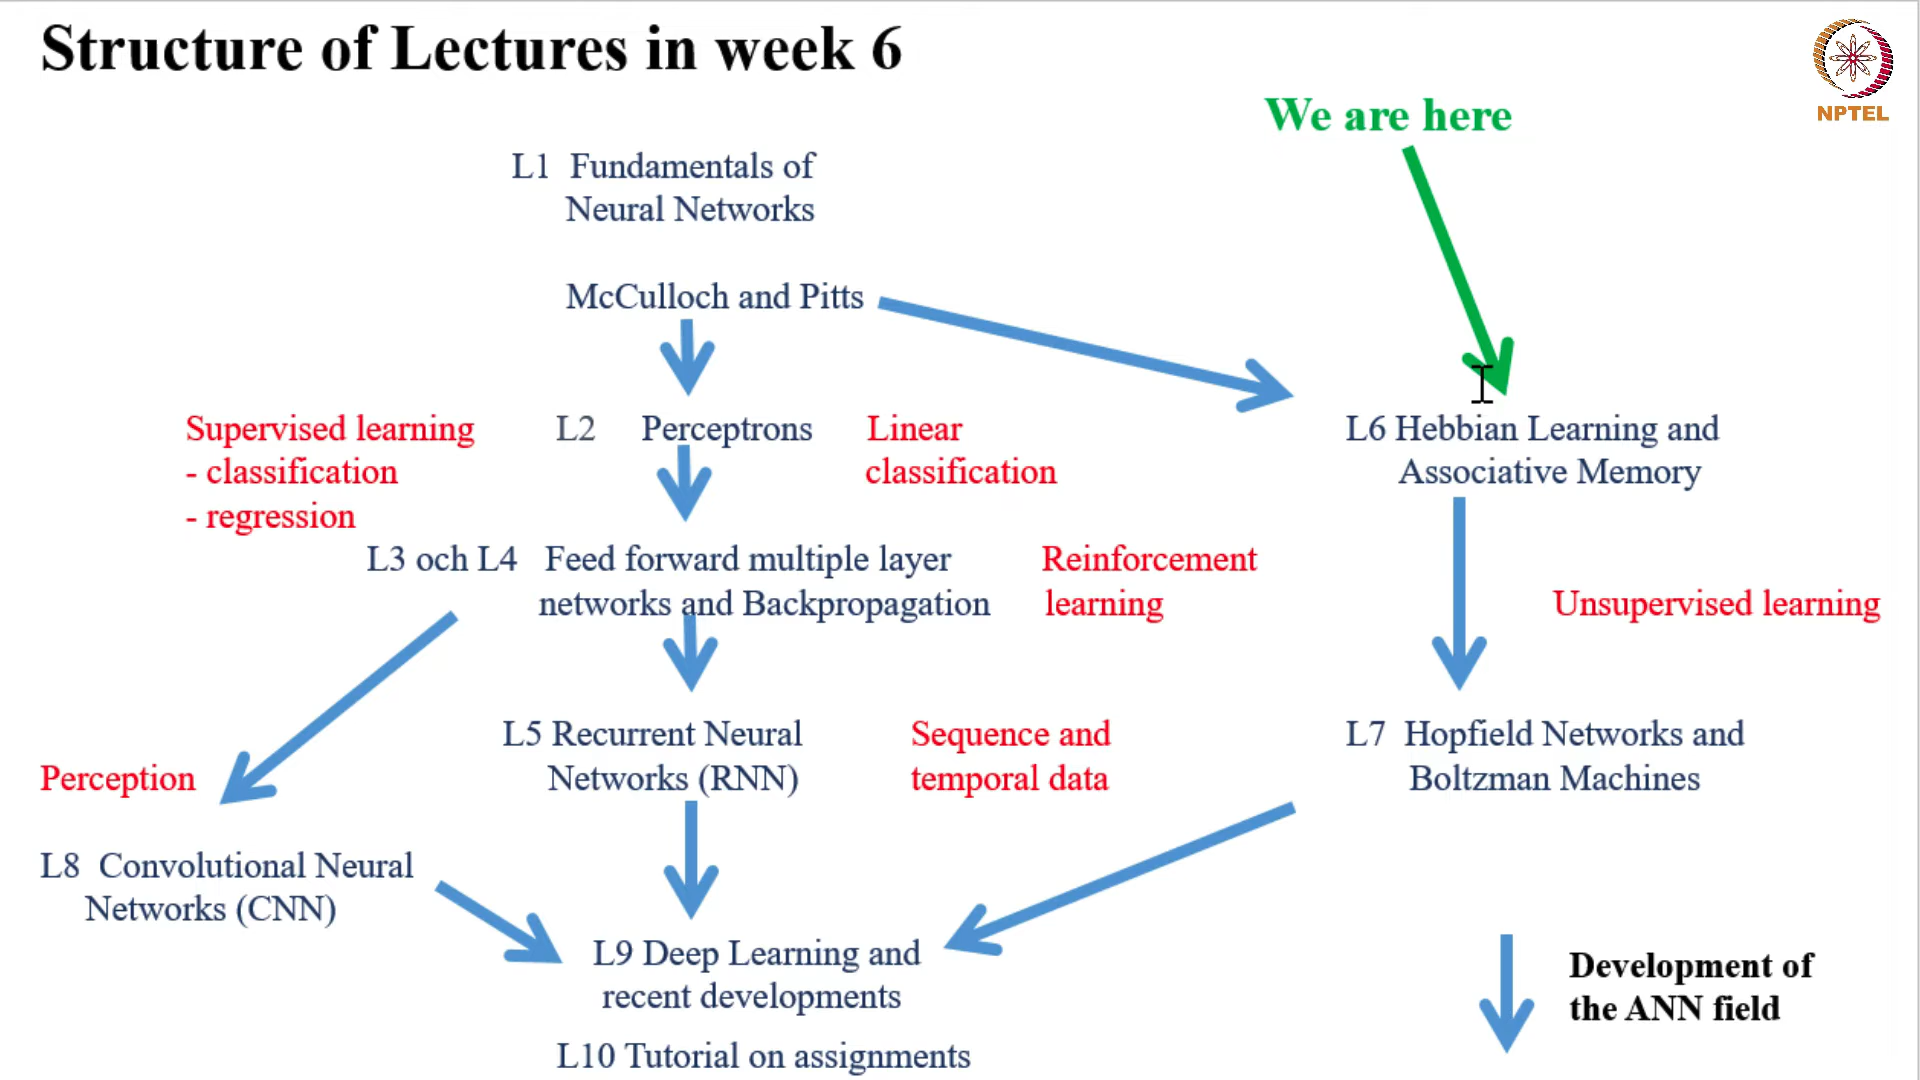 Structure of Lectures in week 6
NPTEL
We are here
L1 Fundamentals of
Neural Networks
McCulloch and Pitts
Supervised learning
- classification
- regression
L2 Perceptrons
Linear
classification
L6 Hebbian Learning and
Associative Memory
L3 och L4 Feed forward multiple layer
networks and Backpropagation
Reinforcement
learning
Unsupervised learning
L5 Recurrent Neural
Networks (RNN)
Sequence and
temporal data
L7 Hopfield Networks and
Boltzman Machines
Perception
L8 Convolutional Neural
Networks (CNN)
L9 Deep Learning and
recent developments
Development of
the ANN field
L10 Tutorial on assignments